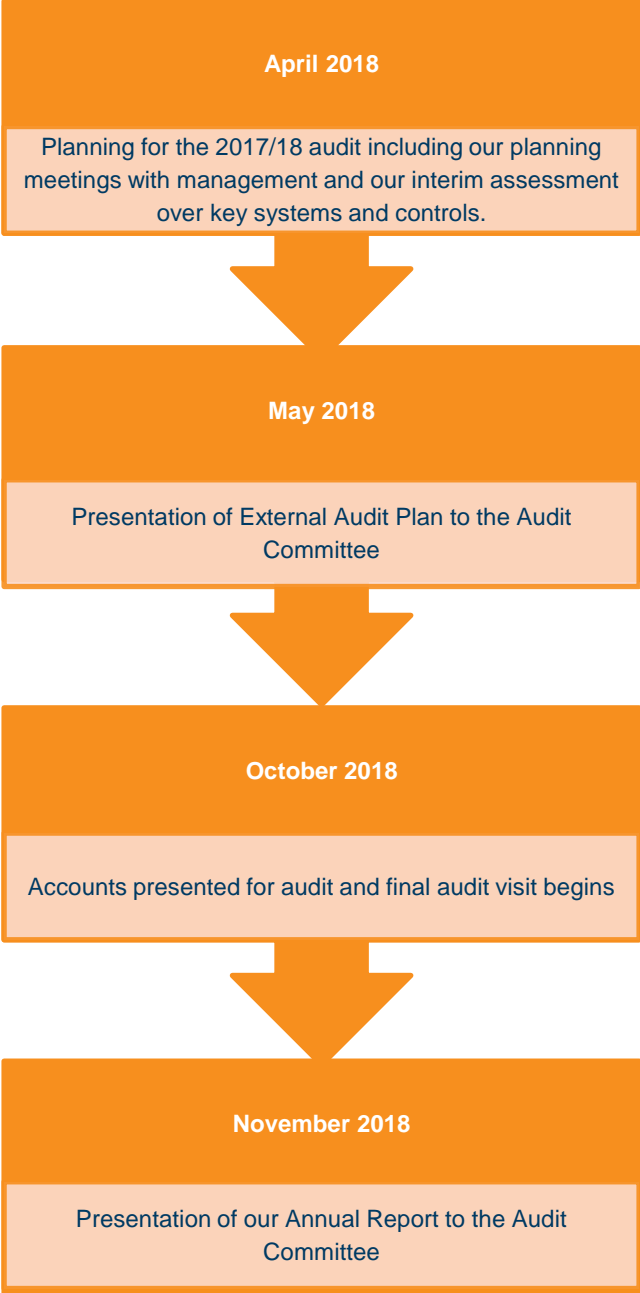 April 2018
Planning for the 2017/18 audit including our planning
meetings with management and our interim assessment
over key systems and controls.
May 2018
Presentation of External Audit Plan to the Audit
Committee
October 2018
Accounts presented for audit and final audit visit begins
November 2018
Presentation of our Annual Report to the Audit
Committee